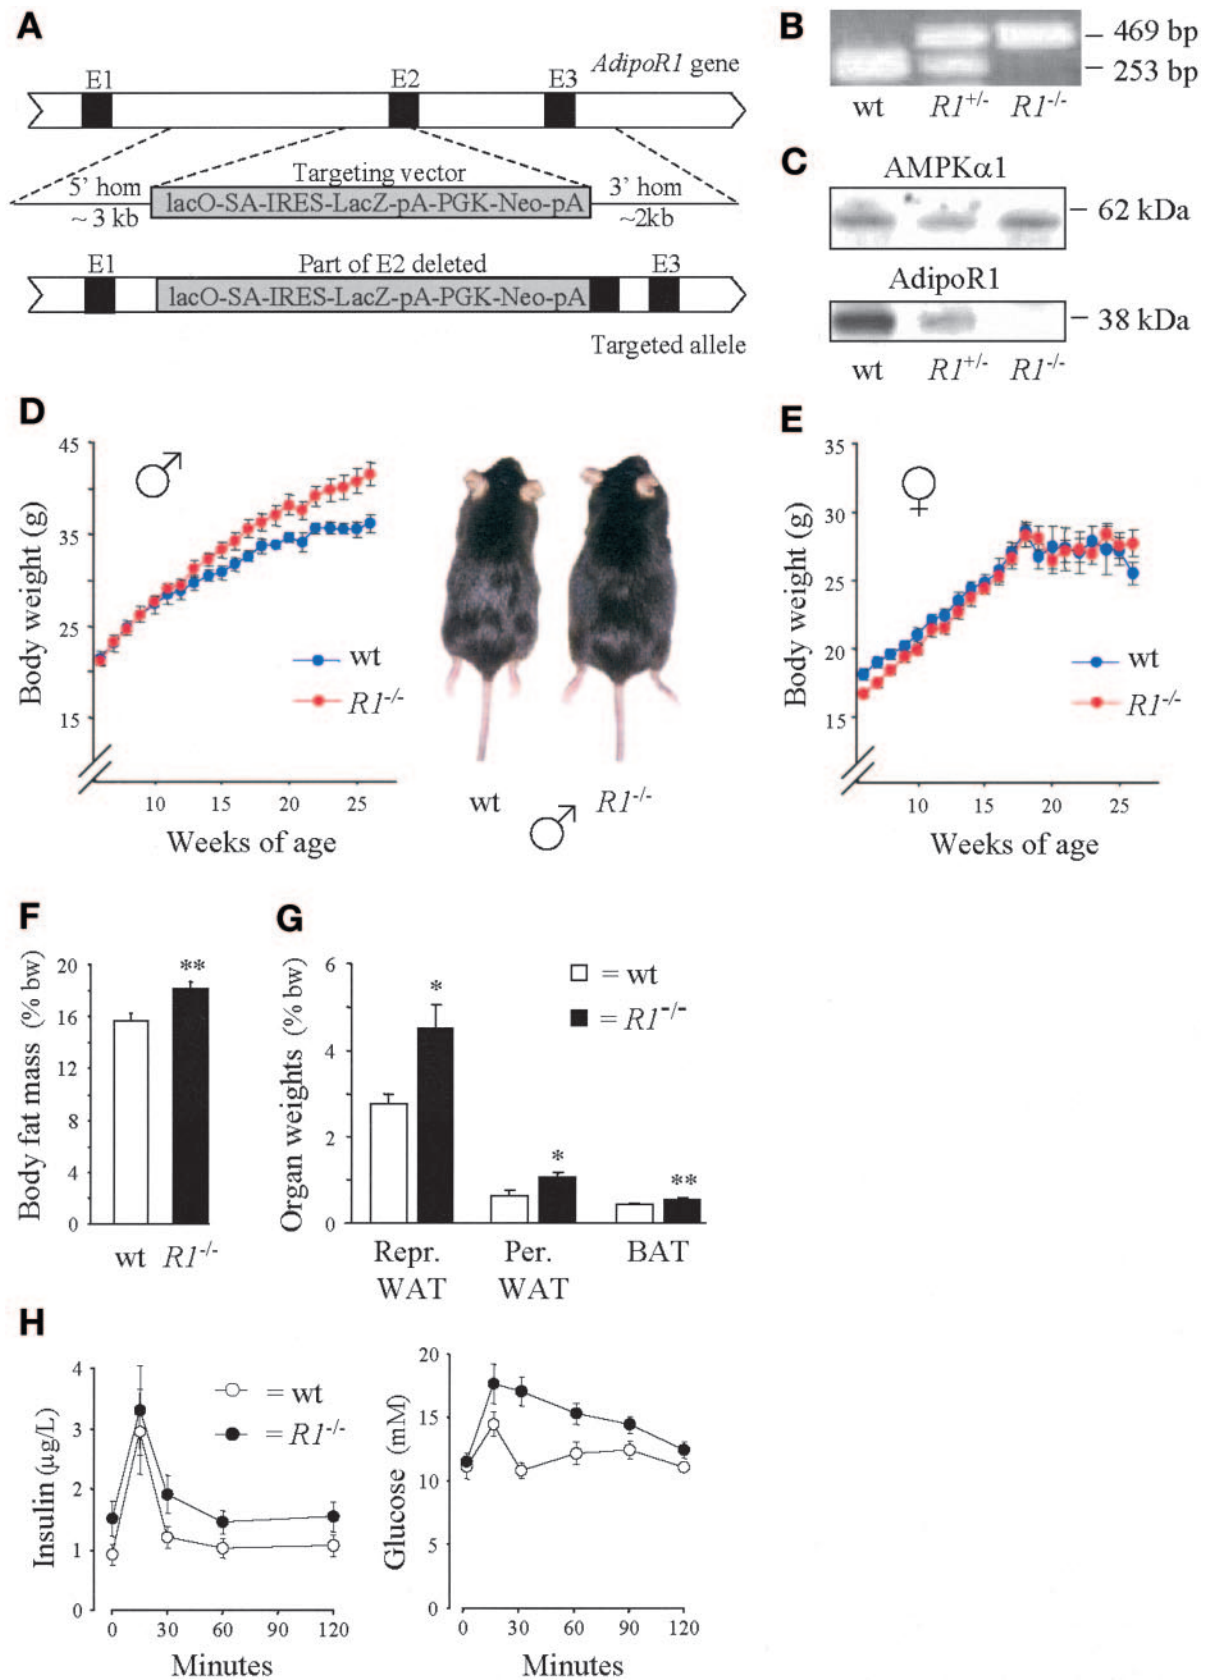 A
AdipoR1 gene
E1
E2
E3
5’ hom
~ 3 kb
Targeting vector
lacO-SA-IRES-LacZ-pA-PGK-Neo-pA
3’ hom
~2kb
E1
Part of E2 deleted
E3
lacO-SA-IRES-LacZ-pA-PGK-Neo-pA
Targeted allele
B
469 bp
253 bp
wt R1+/- R1-/-
C
AMPKα1
62 kDa
AdipoR1
38 kDa
wt R1+/- R1-/-
D
♂
Body weight (g)
45
35
25
15
wt
R1-/-
10 15 20 25
Weeks of age
wt R1-/-
♂
E
♀
Body weight (g)
35
30
25
20
15
wt
R1-/-
10 15 20 25
Weeks of age
F
Body fat mass (% bw)
20
16
12
8
4
0
**
wt R1-/-
G
Organ weights (% bw)
6
4
2
0
= wt
= R1-/-
*
*
**
Repr. WAT
Per. WAT
BAT
H
Insulin (µg/L)
4
3
2
1
0
= wt
= R1-/-
0 30 60 90 120
Minutes
Glucose (mM)
20
15
10
5
0
0 30 60 90 120
Minutes